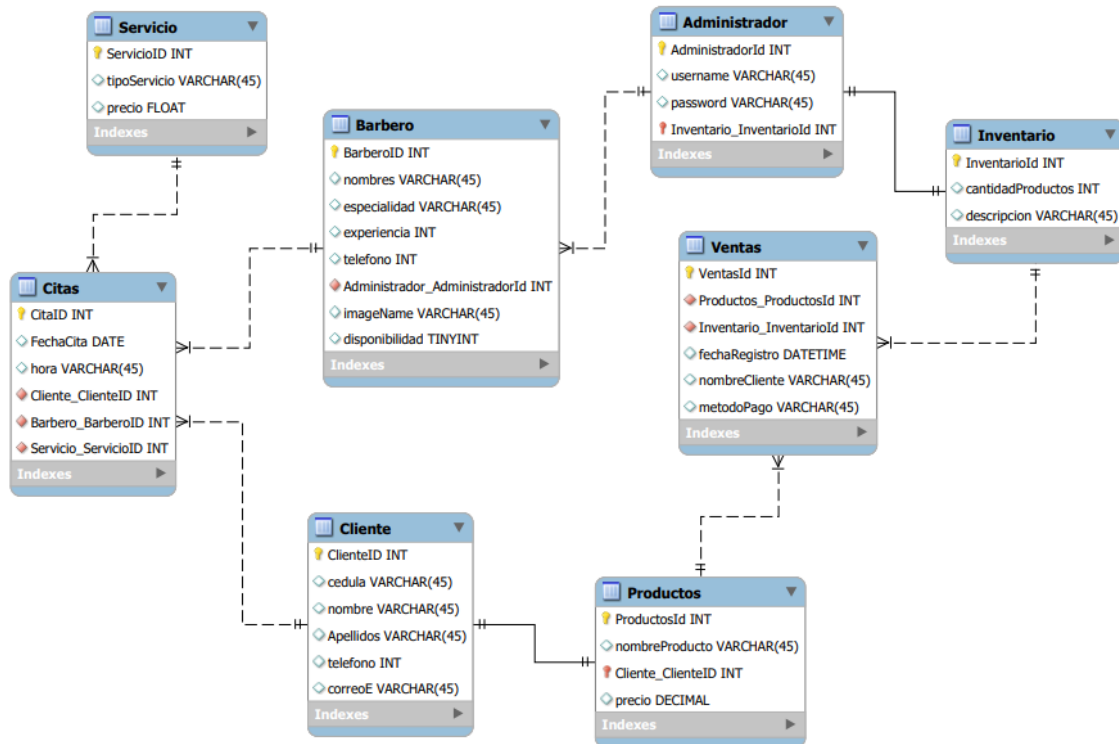 Servicio
ServicioID INT
tipoServicio VARCHAR(45)
precio FLOAT
Indexes
Administrador
AdministradorId INT
username VARCHAR(45)
password VARCHAR(45)
Inventario_InventarioId INT
Indexes
Barbero
BarberoID INT
nombres VARCHAR(45)
especialidad VARCHAR(45)
experiencia INT
telefono INT
Administrador_AdministradorId INT
imageName VARCHAR(45)
disponibilidad TINYINT
Indexes
Inventario
InventarioId INT
cantidadProductos INT
descripcion VARCHAR(45)
Indexes
Ventas
VentasId INT
Productos_ProductosId INT
Inventario_InventarioId INT
fechaRegistro DATETIME
nombreCliente VARCHAR(45)
metodoPago VARCHAR(45)
Indexes
Citas
CitaID INT
FechaCita DATE
hora VARCHAR(45)
Cliente_ClienteID INT
Barbero_BarberoID INT
Servicio_ServicioID INT
Indexes
Cliente
ClienteID INT
cedula VARCHAR(45)
nombre VARCHAR(45)
Apellidos VARCHAR(45)
telefono INT
correoE VARCHAR(45)
Indexes
Productos
ProductosId INT
nombreProducto VARCHAR(45)
Cliente_ClienteID INT
precio DECIMAL
Indexes